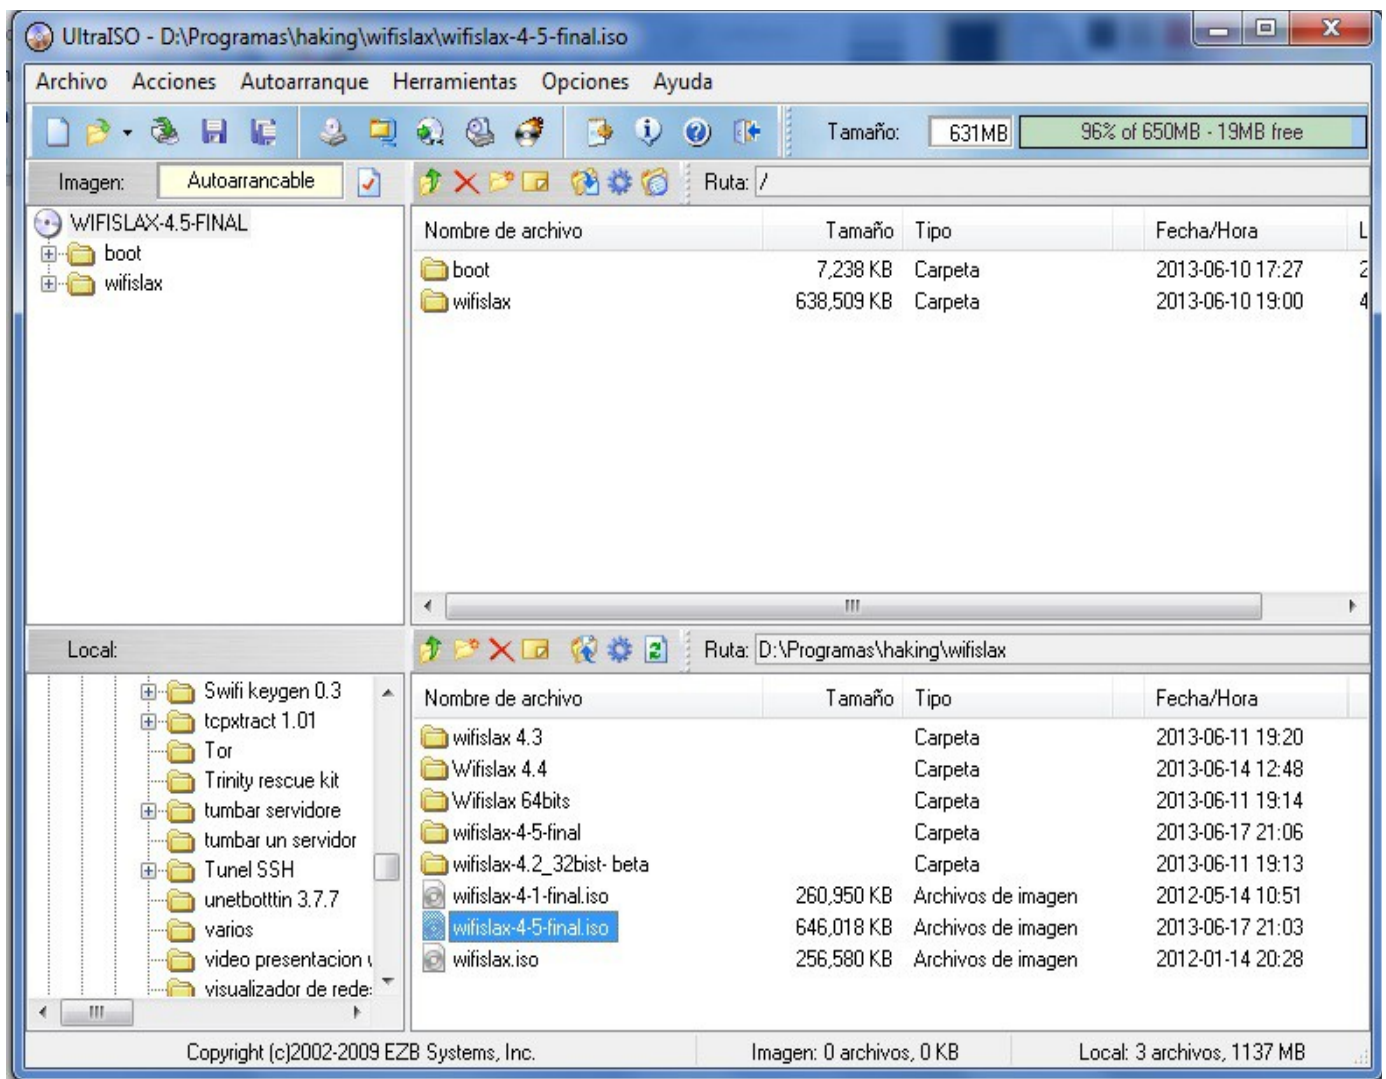 UltraISO - D:\Programas\haking\wifislax\wifislax-4-5-final.iso
Archivo Acciones Autoarranque Herramientas Opciones Ayuda
Tamaño: 631MB 96% of 650MB - 19MB free
Imagen: Autoarrancable Ruta: /
WIFISLAX-4.5-FINAL
boot
wifislax
Nombre de archivo Tamaño Tipo Fecha/Hora L
boot 7,238 KB Carpeta 2013-06-10 17:27 2
wifislax 638,509 KB Carpeta 2013-06-10 19:00 4
Local: Ruta: D:\Programas\haking\wifislax
Swifi keygen 0.3
tcpxtract 1.01
Tor
Trinity rescue kit
tumbar servidore
tumbar un servidor
Tunel SSH
unetbotttin 3.7.7
varios
video presentacion
visualizador de rede
Nombre de archivo Tamaño Tipo Fecha/Hora
wifislax 4.3 Carpeta 2013-06-11 19:20
Wifislax 4.4 Carpeta 2013-06-14 12:48
Wifislax 64bits Carpeta 2013-06-11 19:14
wifislax-4-5-final Carpeta 2013-06-17 21:06
wifislax-4.2_32bist- beta Carpeta 2013-06-11 19:13
wifislax-4-1-final.iso 260,950 KB Archivos de imagen 2012-05-14 10:51
wifislax-4-5-final.iso 646,018 KB Archivos de imagen 2013-06-17 21:03
wifislax.iso 256,580 KB Archivos de imagen 2012-01-14 20:28
Copyright (c)2002-2009 EZB Systems, Inc. Imagen: 0 archivos, 0 KB Local: 3 archivos, 1137 MB